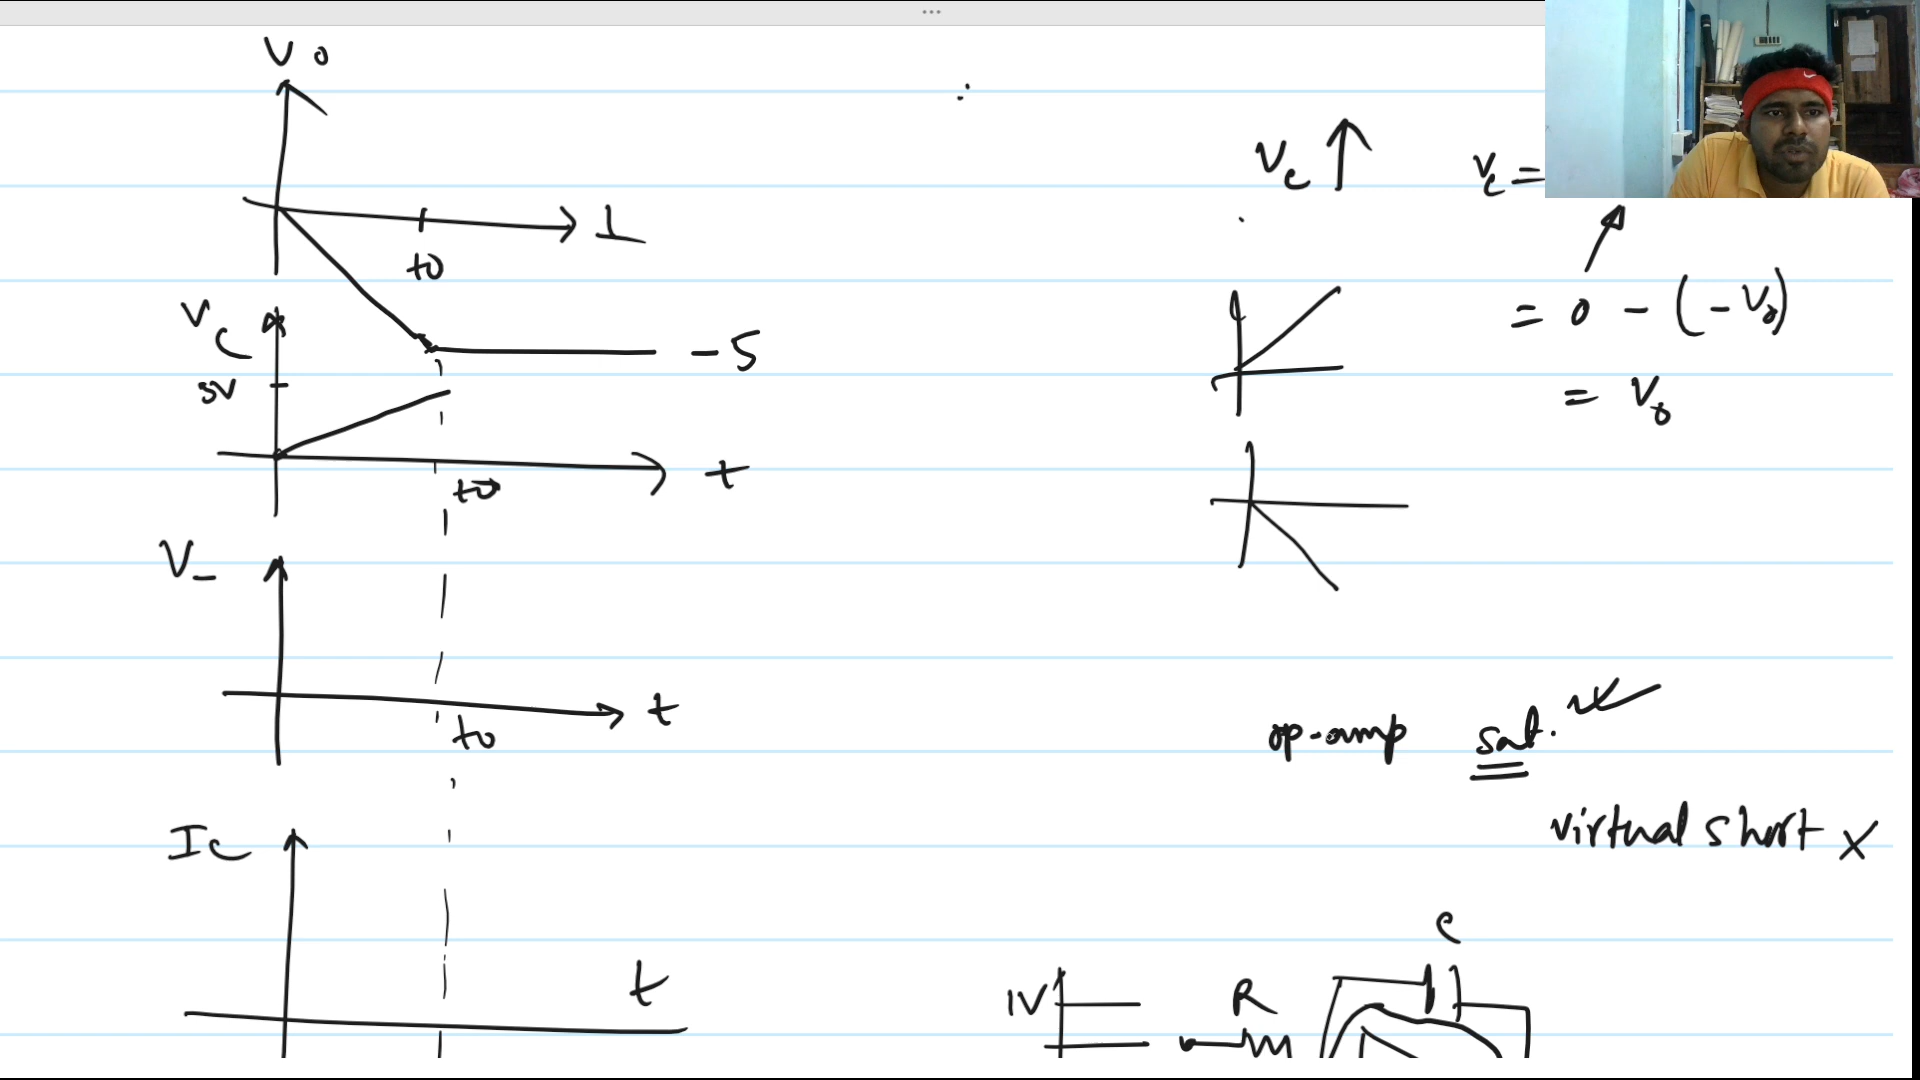 Vo
t
to
-5
Vc
5V
t
to
V-
t
to
Ic
t
Vc ↑
Vc =
= 0 - (-Vo)
= Vo
op-amp sat.
virtual short x
C
1V
R